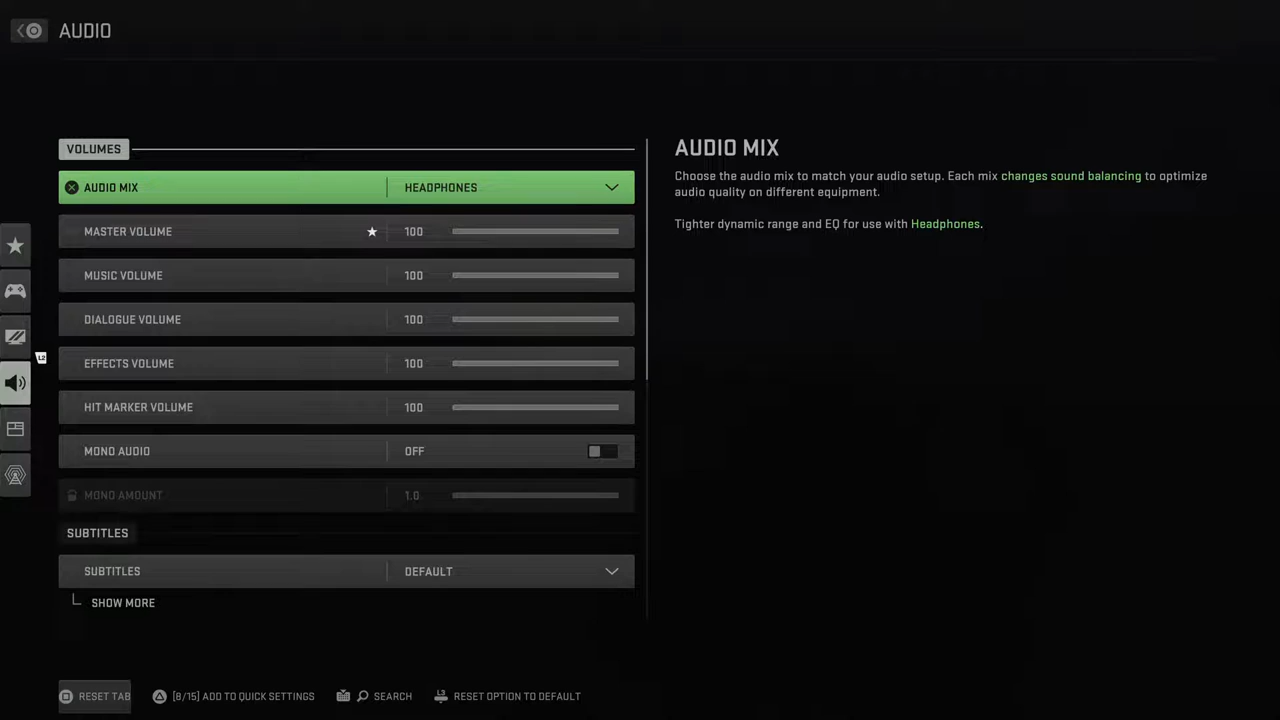 AUDIO
VOLUMES
AUDIO MIX HEADPHONES
MASTER VOLUME 100
MUSIC VOLUME 100
DIALOGUE VOLUME 100
EFFECTS VOLUME 100
HIT MARKER VOLUME 100
MONO AUDIO OFF
MONO AMOUNT 1.0
SUBTITLES
SUBTITLES DEFAULT
SHOW MORE
AUDIO MIX
Choose the audio mix to match your audio setup. Each mix changes sound balancing to optimize
audio quality on different equipment.
Tighter dynamic range and EQ for use with Headphones.
L2
RESET TAB [8/15] ADD TO QUICK SETTINGS SEARCH L3 RESET OPTION TO DEFAULT